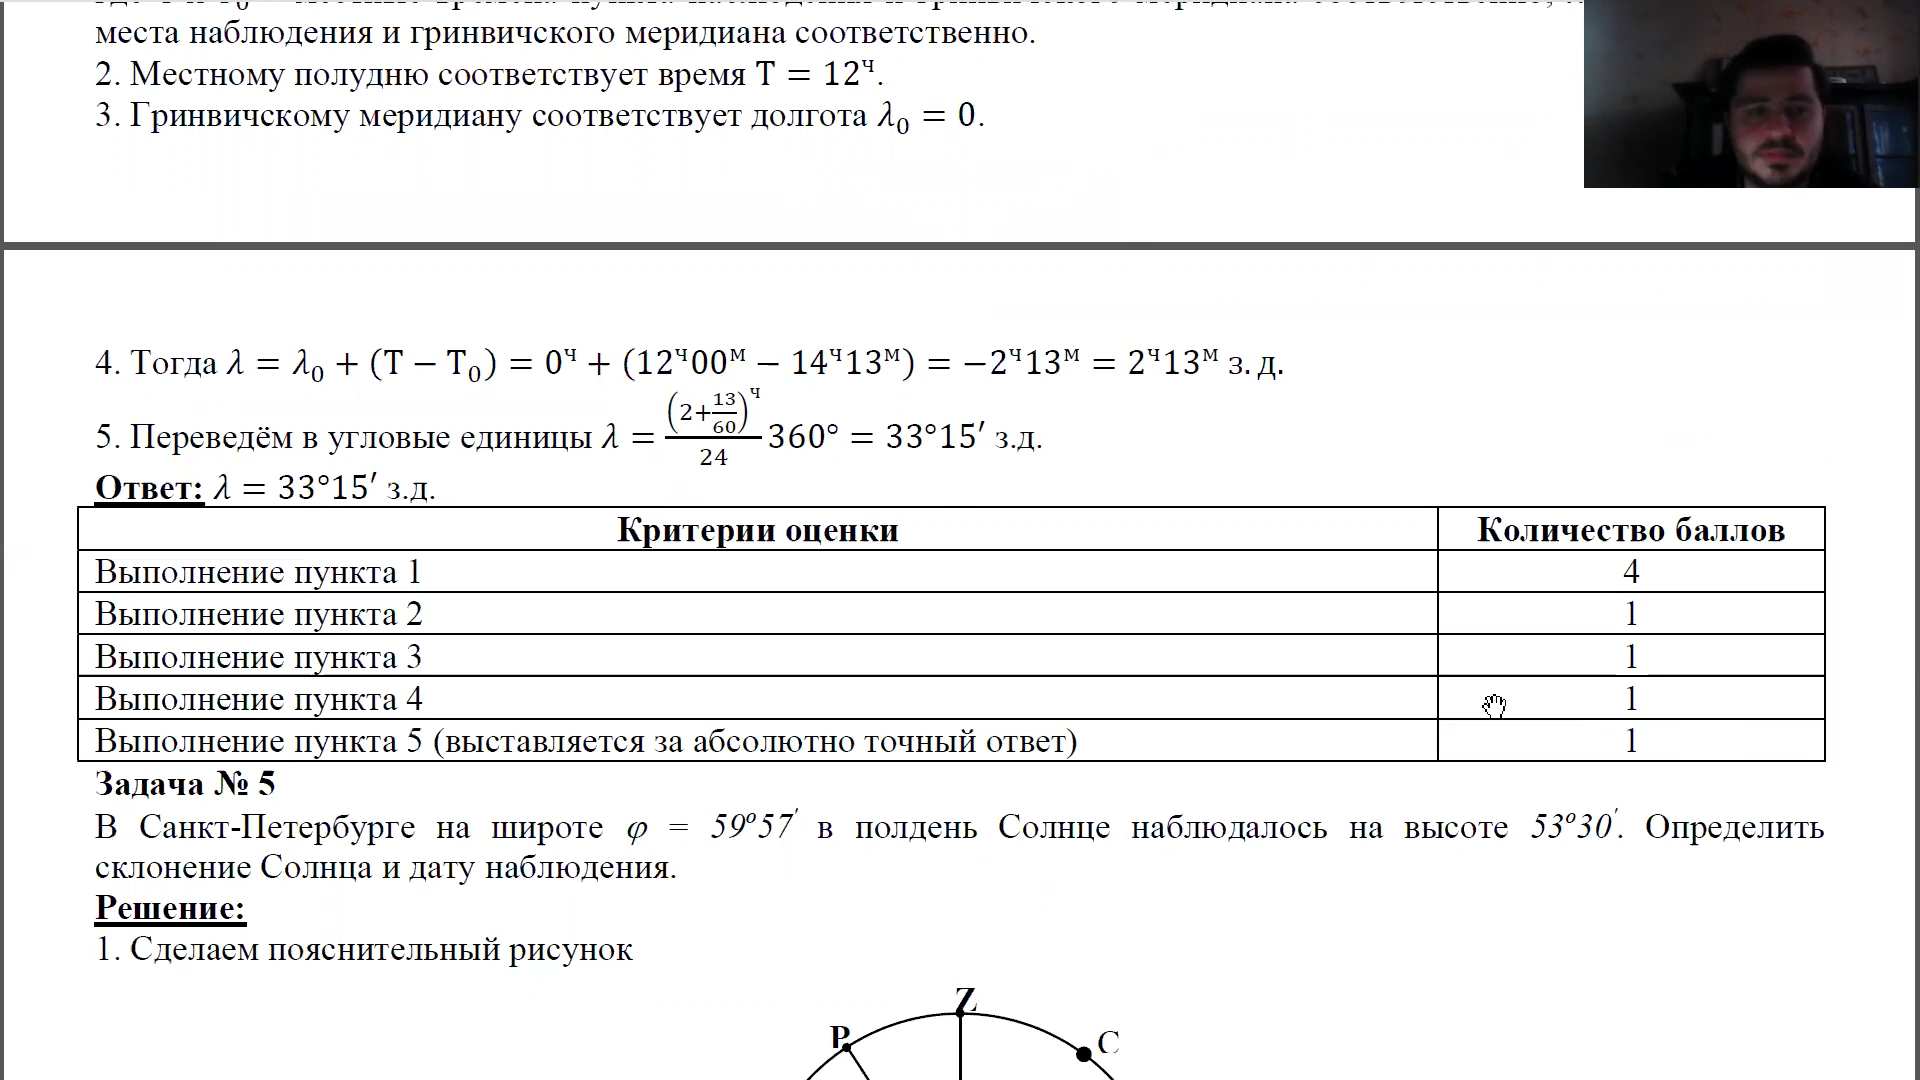 места наблюдения и гринвичского меридиана соответственно.
2. Местному полудню соответствует время T = 12ч.
3. Гринвичскому меридиану соответствует долгота λ₀ = 0.
4. Тогда λ = λ₀ + (T − T₀) = 0ч + (12ч00м − 14ч13м) = −2ч13м = 2ч13м з. д.
5. Переведём в угловые единицы λ = (2+13/60)ч/24 360° = 33°15′ з.д.
Ответ: λ = 33°15′ з.д.
Критерии оценки Количество баллов
Выполнение пункта 1 4
Выполнение пункта 2 1
Выполнение пункта 3 1
Выполнение пункта 4 1
Выполнение пункта 5 (выставляется за абсолютно точный ответ) 1
Задача № 5
В Санкт-Петербурге на широте φ = 59º57′ в полдень Солнце наблюдалось на высоте 53º30′. Определить
склонение Солнца и дату наблюдения.
Решение:
1. Сделаем пояснительный рисунок
Z
P
C